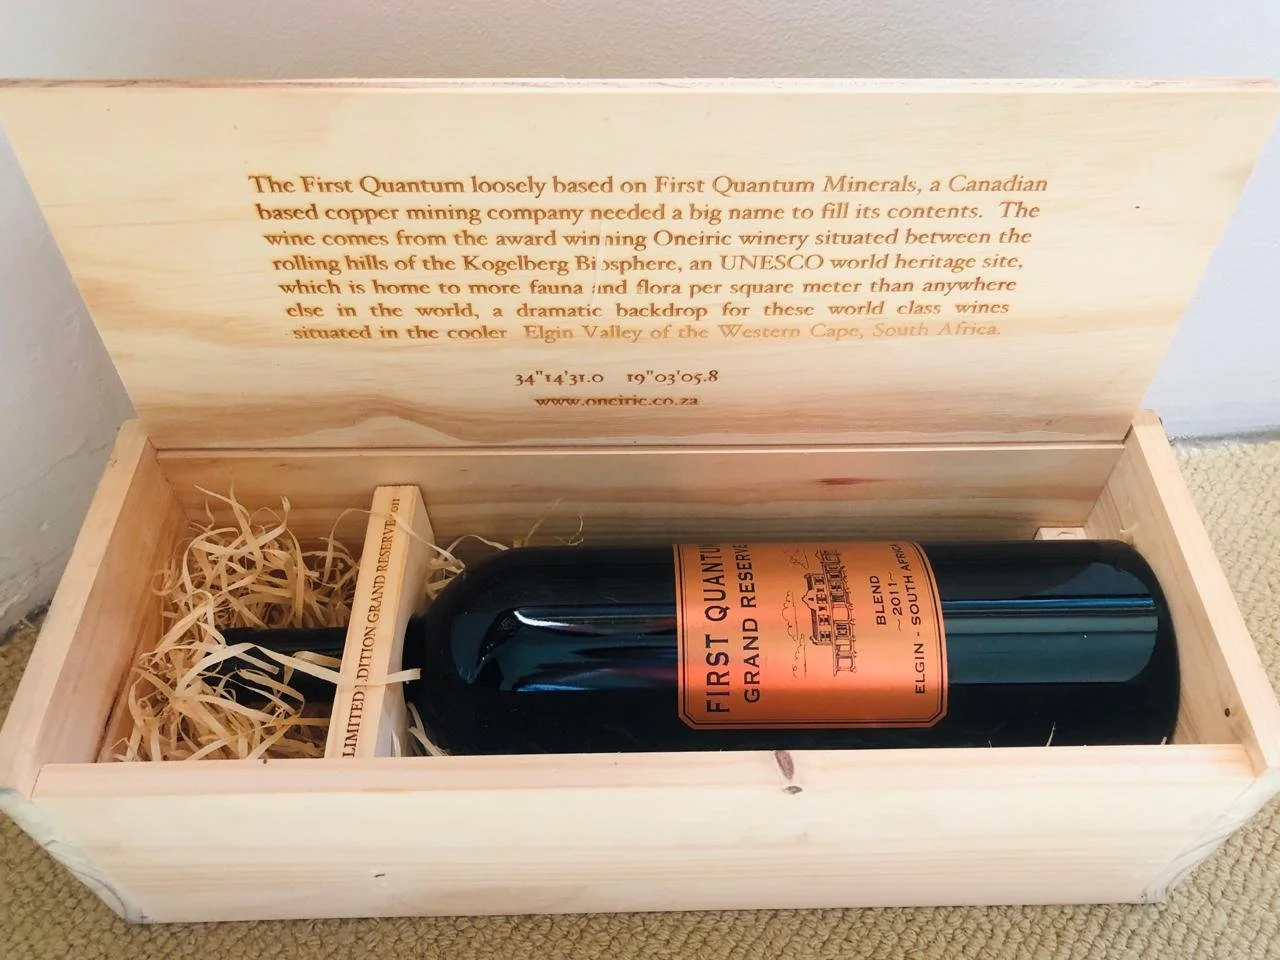 The First Quantum loosely based on First Quantum Minerals, a Canadian
based copper mining company needed a big name to fill its contents. The
wine comes from the award winning Oneiric winery situated between the
rolling hills of the Kogelberg Biosphere, an UNESCO world heritage site,
which is home to more fauna and flora per square meter than anywhere
else in the world, a dramatic backdrop for these world class wines
situated in the cooler Elgin Valley of the Western Cape, South Africa.
34"14'31.0 19"03'05.8
www.oneiric.co.za
LIMITED EDITION GRAND RESERVE 2011
FIRST QUANTUM
GRAND RESERVE
BLEND
~2011~
ELGIN - SOUTH AFRICA